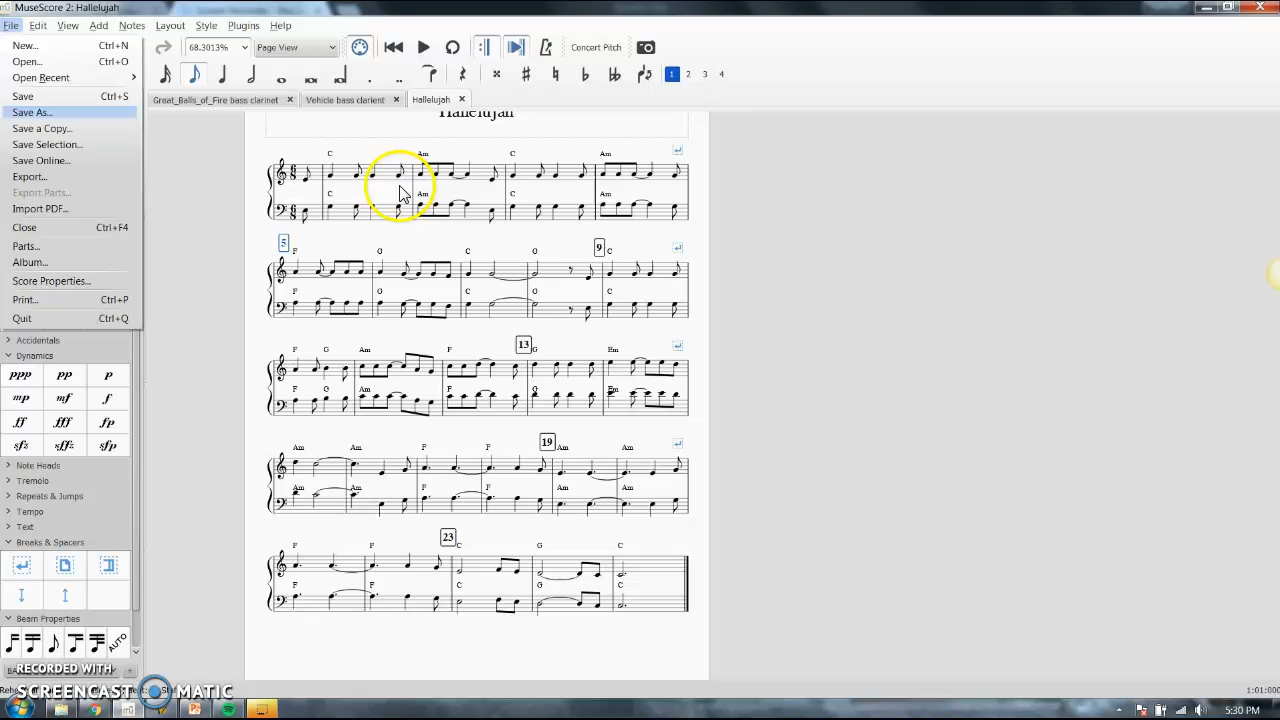 MuseScore 2: Hallelujah
File Edit View Add Notes Layout Style Plugins Help
New... Ctrl+N
Open... Ctrl+O
Open Recent
Save Ctrl+S
Save As...
Save a Copy...
Save Selection...
Save Online...
Export...
Export Parts...
Import PDF...
Close Ctrl+F4
Parts...
Album...
Score Properties...
Print... Ctrl+P
Quit Ctrl+Q
68.3013% Page View Concert Pitch
1 2 3 4
Great_Balls_of_Fire bass clarinet Vehicle bass clarient Hallelujah
Hallelujah
C Am C Am
C Am C Am
5 F G C G 9 C
F G C G C
F G Am F 13 G Em
F G Am F G Em
Am Am F F 19 Am Am
Am Am F F Am Am
F F 23 C G C
F F C G C
Accidentals
Dynamics
ppp pp p
mp mf f
ff fff fp
sfz sffz sfp
Note Heads
Tremolo
Repeats & Jumps
Tempo
Text
Breaks & Spacers
Beam Properties
AUTO
RECORDED WITH
SCREENCAST MATIC
1:01:000
5:30 PM